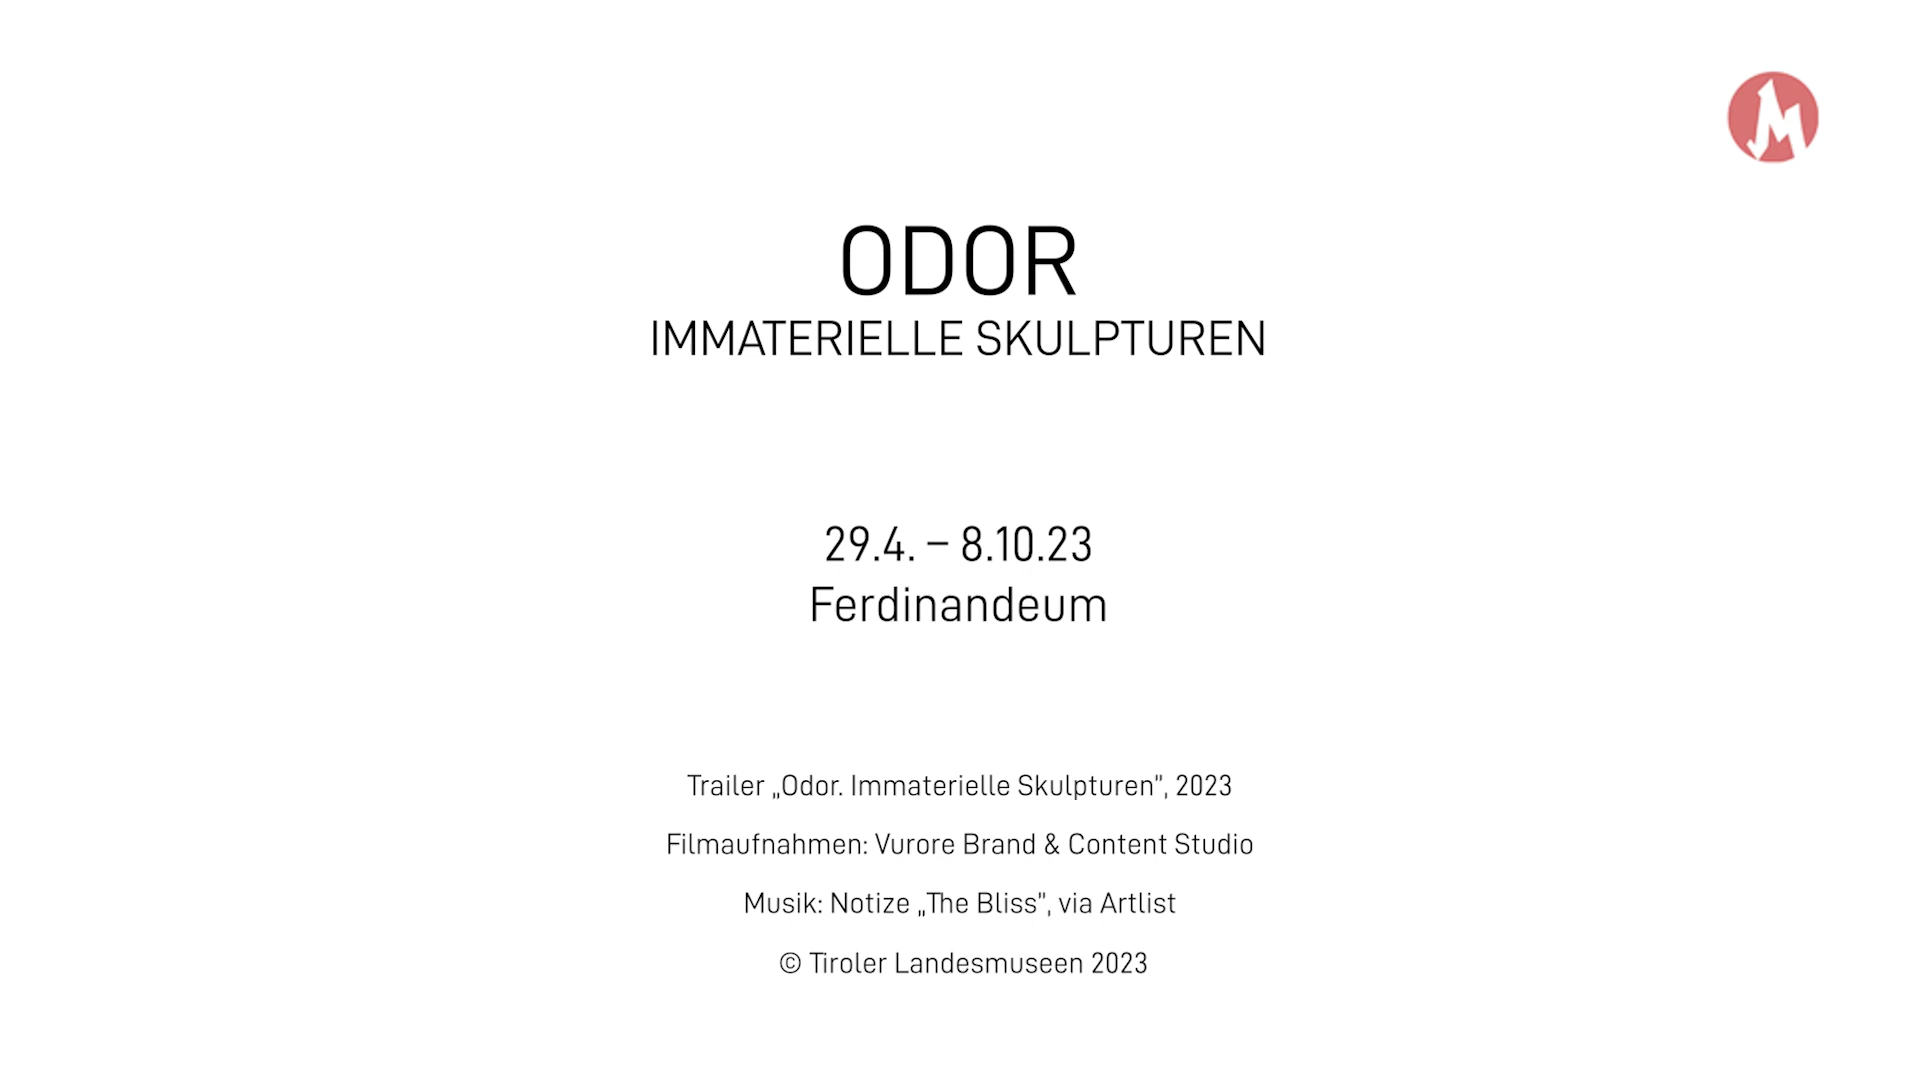 ODOR
IMMATERIELLE SKULPTUREN
29.4. – 8.10.23
Ferdinandeum
Trailer „Odor. Immaterielle Skulpturen”, 2023
Filmaufnahmen: Vurore Brand & Content Studio
Musik: Notize „The Bliss”, via Artlist
© Tiroler Landesmuseen 2023